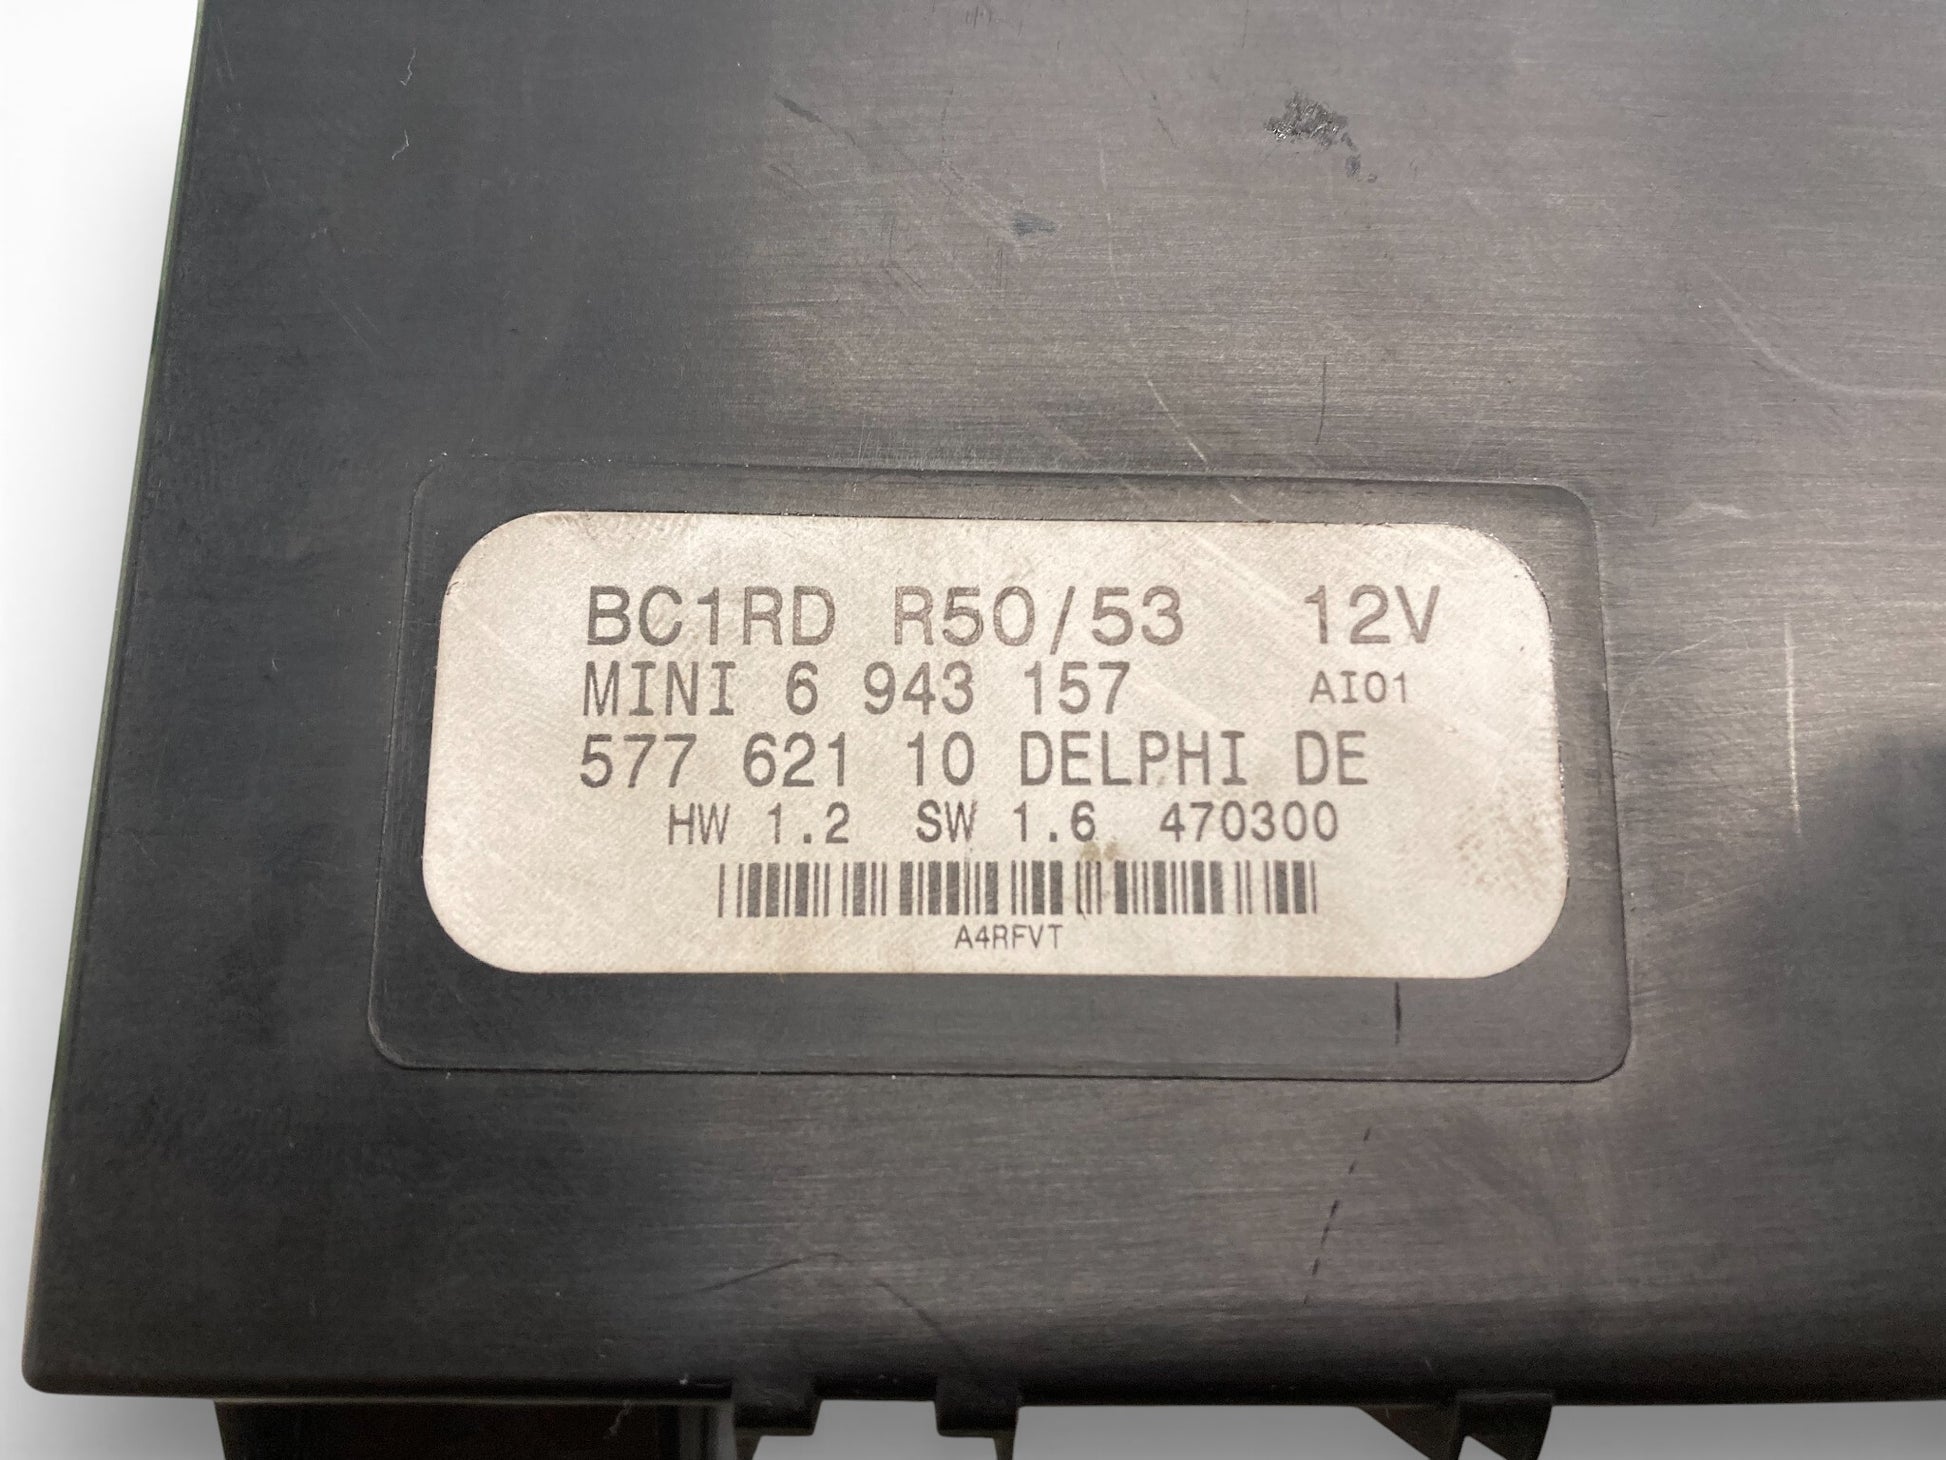 BC1RD R50/53 12V
MINI 6 943 157 AI01
577 621 10 DELPHI DE
HW 1.2 SW 1.6 470300
A4RFVT